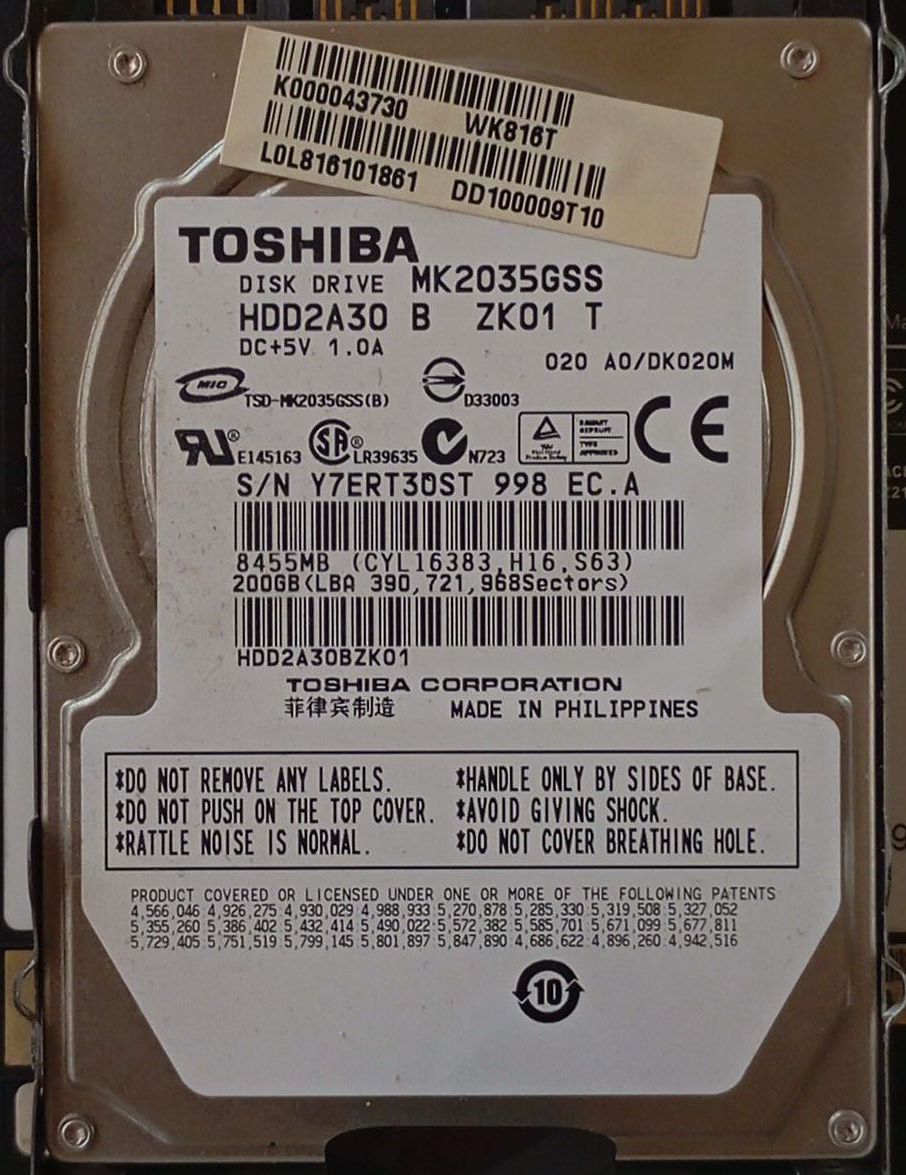 K000043730 WK816T
L0L816101861 DD100009T10
TOSHIBA
DISK DRIVE MK2035GSS
HDD2A30 B ZK01 T
DC+5V 1.0A
020 A0/DK020M
TSD-MK2035GSS(B) D33003
E145163 LR39635 N723
S/N Y7ERT30ST 998 EC.A
8455MB (CYL16383,H16,S63)
200GB(LBA 390,721,968Sectors)
HDD2A30BZK01
TOSHIBA CORPORATION
菲律宾制造 MADE IN PHILIPPINES
*DO NOT REMOVE ANY LABELS. *HANDLE ONLY BY SIDES OF BASE.
*DO NOT PUSH ON THE TOP COVER. *AVOID GIVING SHOCK.
*RATTLE NOISE IS NORMAL. *DO NOT COVER BREATHING HOLE.
PRODUCT COVERED OR LICENSED UNDER ONE OR MORE OF THE FOLLOWING PATENTS
4,566,046 4,926,275 4,930,029 4,988,933 5,270,878 5,285,330 5,319,508 5,327,052
5,355,260 5,386,402 5,432,414 5,490,022 5,572,382 5,585,701 5,671,099 5,677,811
5,729,405 5,751,519 5,799,145 5,801,897 5,847,890 4,686,622 4,896,260 4,942,516
10